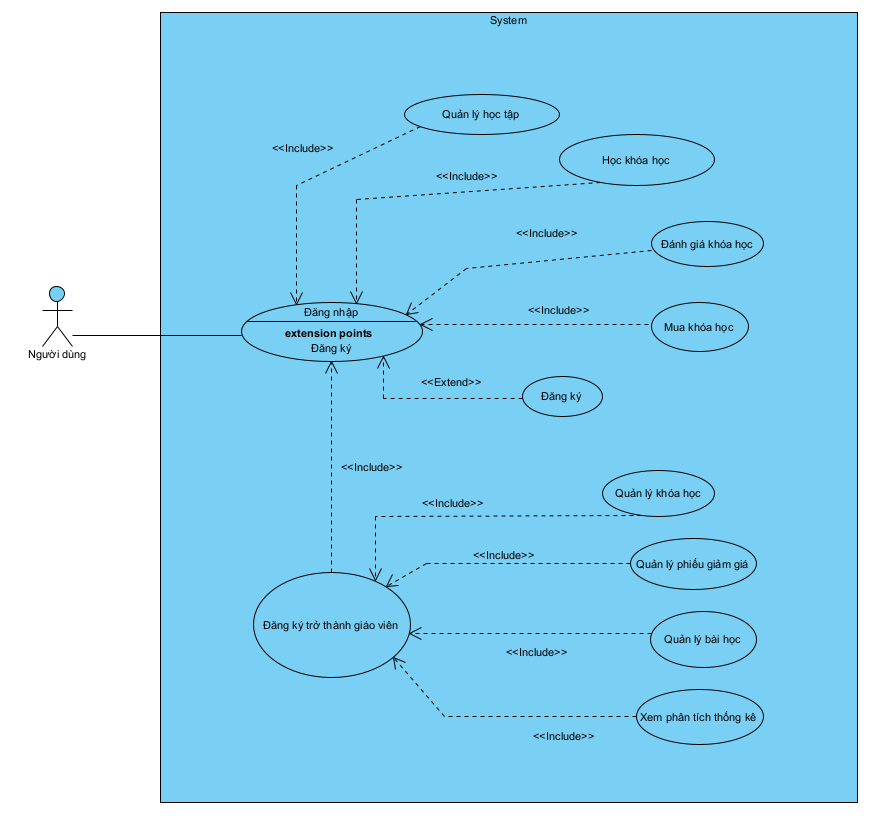 System
Quản lý học tập
<<Include>>
Học khóa học
<<Include>>
<<Include>>
Đánh giá khóa học
Đăng nhập
extension points
Đăng ký
<<Include>>
Mua khóa học
Người dùng
<<Extend>>
Đăng ký
<<Include>>
Quản lý khóa học
<<Include>>
<<Include>>
Quản lý phiếu giảm giá
Đăng ký trở thành giáo viên
Quản lý bài học
<<Include>>
Xem phân tích thống kê
<<Include>>